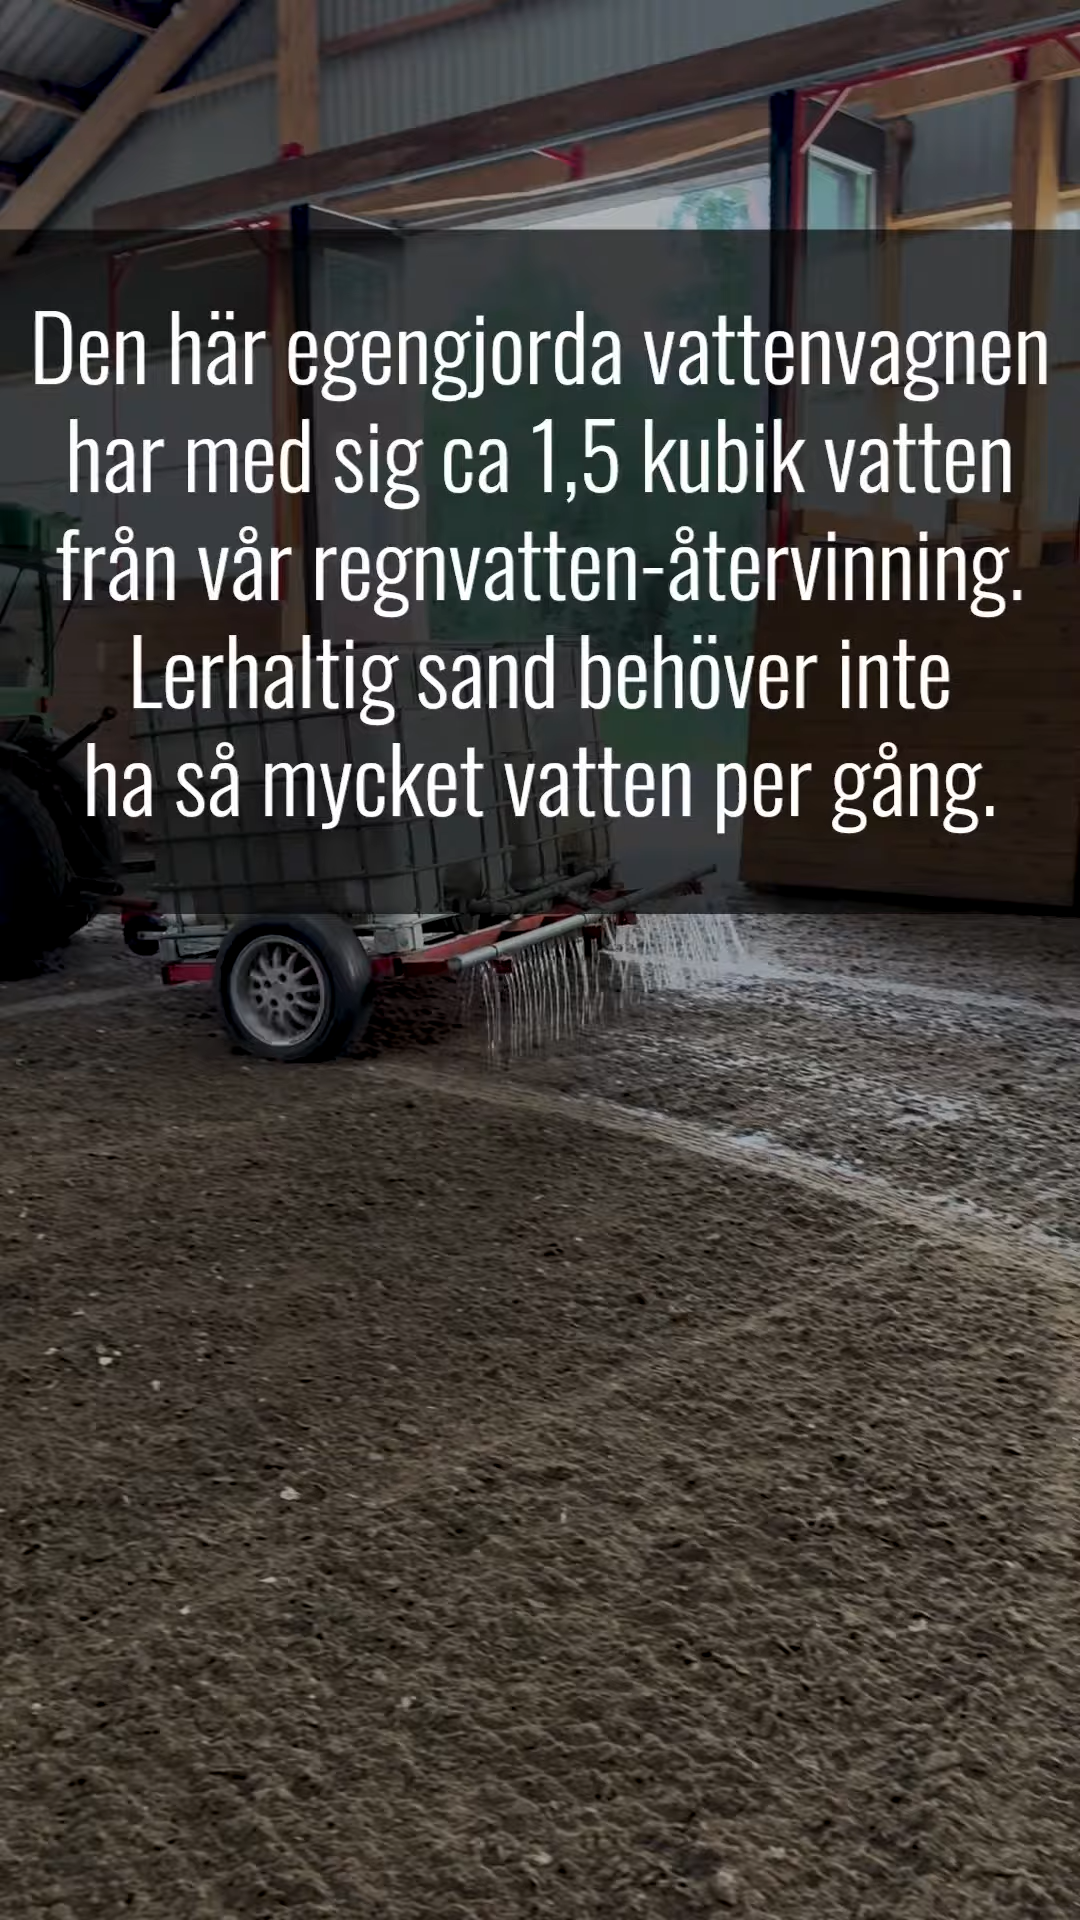 Den här egengjorda vattenvagnen
har med sig ca 1,5 kubik vatten
från vår regnvatten-återvinning.
Lerhaltig sand behöver inte
ha så mycket vatten per gång.